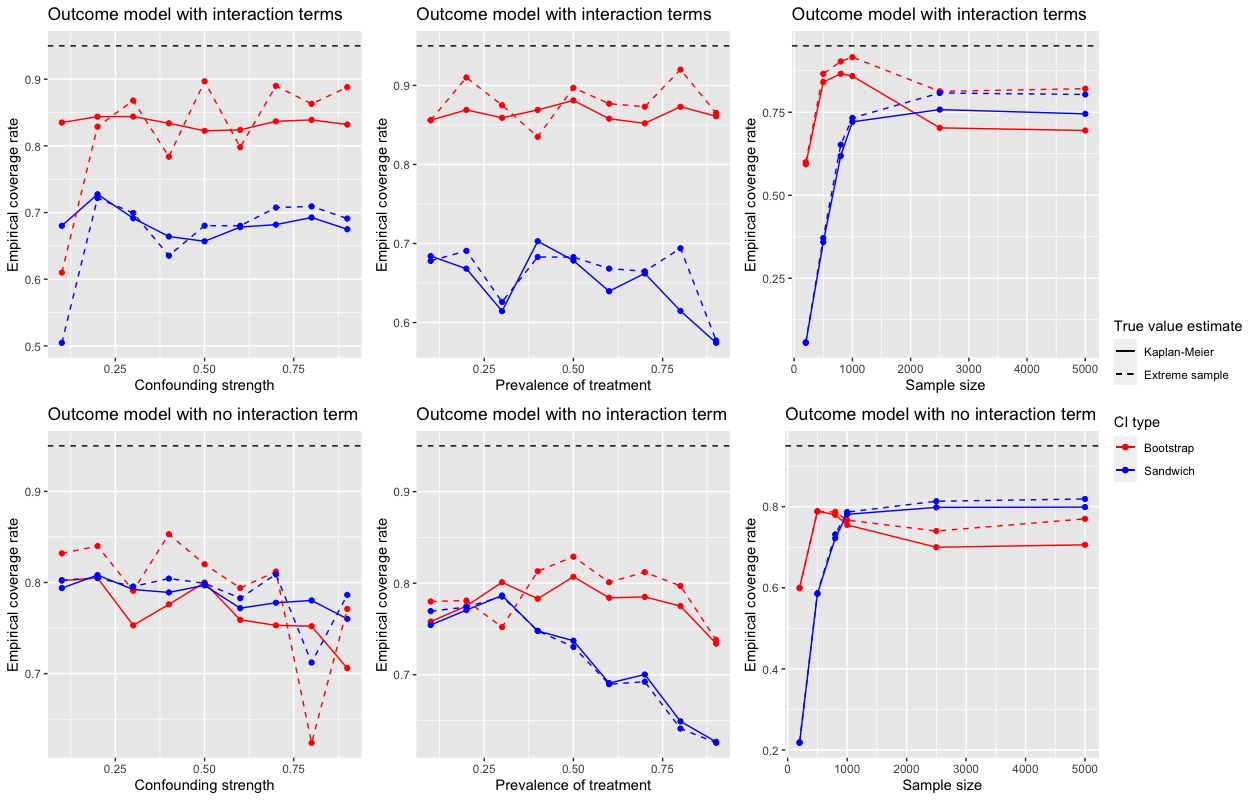 Outcome model with interaction terms
Empirical coverage rate
0.9
0.8
0.7
0.6
0.5
0.25 0.50 0.75
Confounding strength
Outcome model with interaction terms
Empirical coverage rate
0.9
0.8
0.7
0.6
0.25 0.50 0.75
Prevalence of treatment
Outcome model with interaction terms
Empirical coverage rate
0.75
0.50
0.25
0 1000 2000 3000 4000 5000
Sample size
Outcome model with no interaction term
Empirical coverage rate
0.9
0.8
0.7
0.25 0.50 0.75
Confounding strength
Outcome model with no interaction term
Empirical coverage rate
0.9
0.8
0.7
0.25 0.50 0.75
Prevalence of treatment
Outcome model with no interaction term
Empirical coverage rate
0.8
0.6
0.4
0.2
0 1000 2000 3000 4000 5000
Sample size
True value estimate
Kaplan-Meier
Extreme sample
CI type
Bootstrap
Sandwich